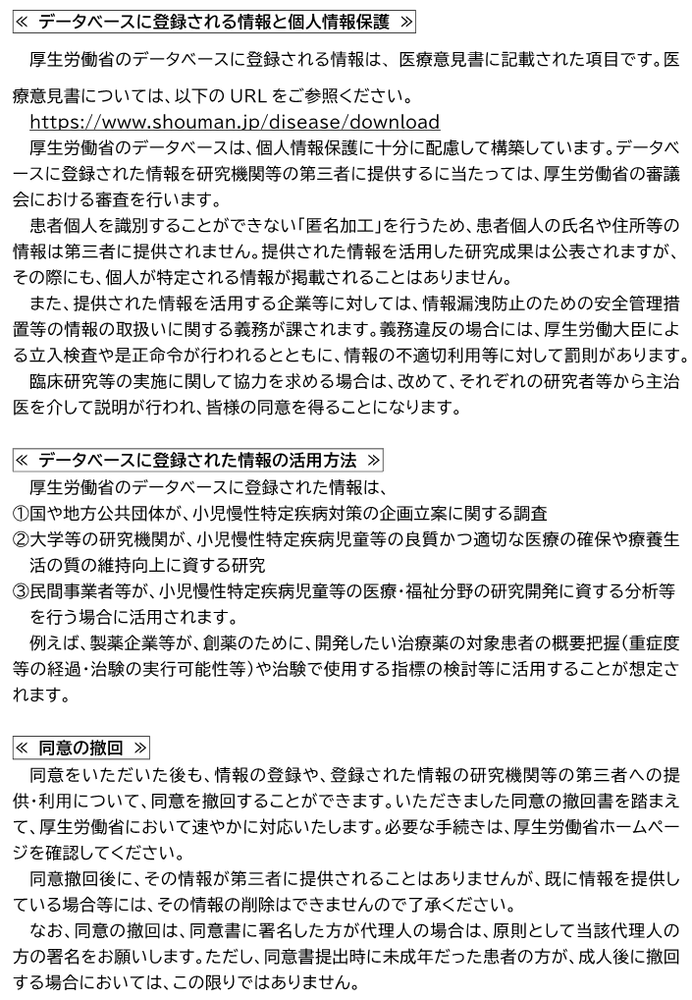 ≪ データベースに登録される情報と個人情報保護 ≫
　厚生労働省のデータベースに登録される情報は、医療意見書に記載された項目です。医
療意見書については、以下の URL をご参照ください。
　https://www.shouman.jp/disease/download
　厚生労働省のデータベースは、個人情報保護に十分に配慮して構築しています。データベ
ースに登録された情報を研究機関等の第三者に提供するに当たっては、厚生労働省の審議
会における審査を行います。
　患者個人を識別することができない「匿名加工」を行うため、患者個人の氏名や住所等の
情報は第三者に提供されません。提供された情報を活用した研究成果は公表されますが、
その際にも、個人が特定される情報が掲載されることはありません。
　また、提供された情報を活用する企業等に対しては、情報漏洩防止のための安全管理措
置等の情報の取扱いに関する義務が課されます。義務違反の場合には、厚生労働大臣によ
る立入検査や是正命令が行われるとともに、情報の不適切利用等に対して罰則があります。
　臨床研究等の実施に関して協力を求める場合は、改めて、それぞれの研究者等から主治
医を介して説明が行われ、皆様の同意を得ることになります。
≪ データベースに登録された情報の活用方法 ≫
　厚生労働省のデータベースに登録された情報は、
①国や地方公共団体が、小児慢性特定疾病対策の企画立案に関する調査
②大学等の研究機関が、小児慢性特定疾病児童等の良質かつ適切な医療の確保や療養生
　活の質の維持向上に資する研究
③民間事業者等が、小児慢性特定疾病児童等の医療・福祉分野の研究開発に資する分析等
　を行う場合に活用されます。
　例えば、製薬企業等が、創薬のために、開発したい治療薬の対象患者の概要把握（重症度
等の経過・治験の実行可能性等）や治験で使用する指標の検討等に活用することが想定さ
れます。
≪ 同意の撤回 ≫
　同意をいただいた後も、情報の登録や、登録された情報の研究機関等の第三者への提
供・利用について、同意を撤回することができます。いただきました同意の撤回書を踏まえ
て、厚生労働省において速やかに対応いたします。必要な手続きは、厚生労働省ホームペー
ジを確認してください。
　同意撤回後に、その情報が第三者に提供されることはありませんが、既に情報を提供し
ている場合等には、その情報の削除はできませんので了承ください。
　なお、同意の撤回は、同意書に署名した方が代理人の場合は、原則として当該代理人の
方の署名をお願いします。ただし、同意書提出時に未成年だった患者の方が、成人後に撤回
する場合においては、この限りではありません。